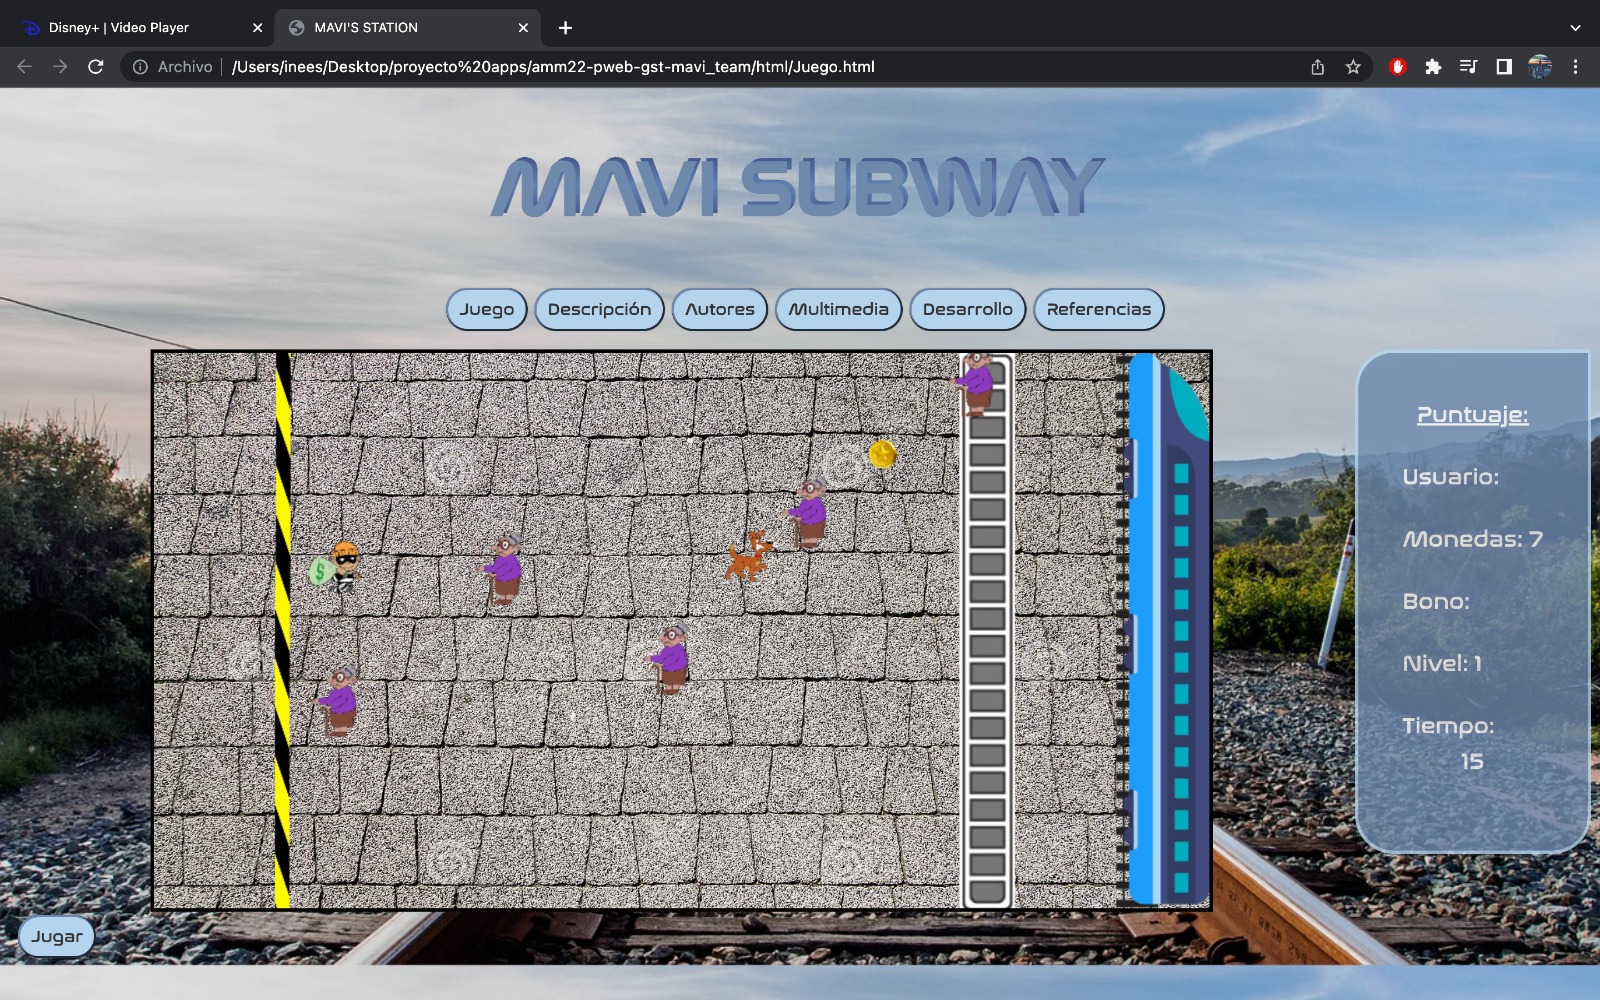 Disney+ | Video Player
MAVI'S STATION
Archivo
/Users/inees/Desktop/proyecto%20apps/amm22-pweb-gst-mavi_team/html/Juego.html
MAVI SUBWAY
Juego
Descripción
Autores
Multimedia
Desarrollo
Referencias
$
Puntuaje:
Usuario:
Monedas: 7
Bono:
Nivel: 1
Tiempo:
15
Jugar